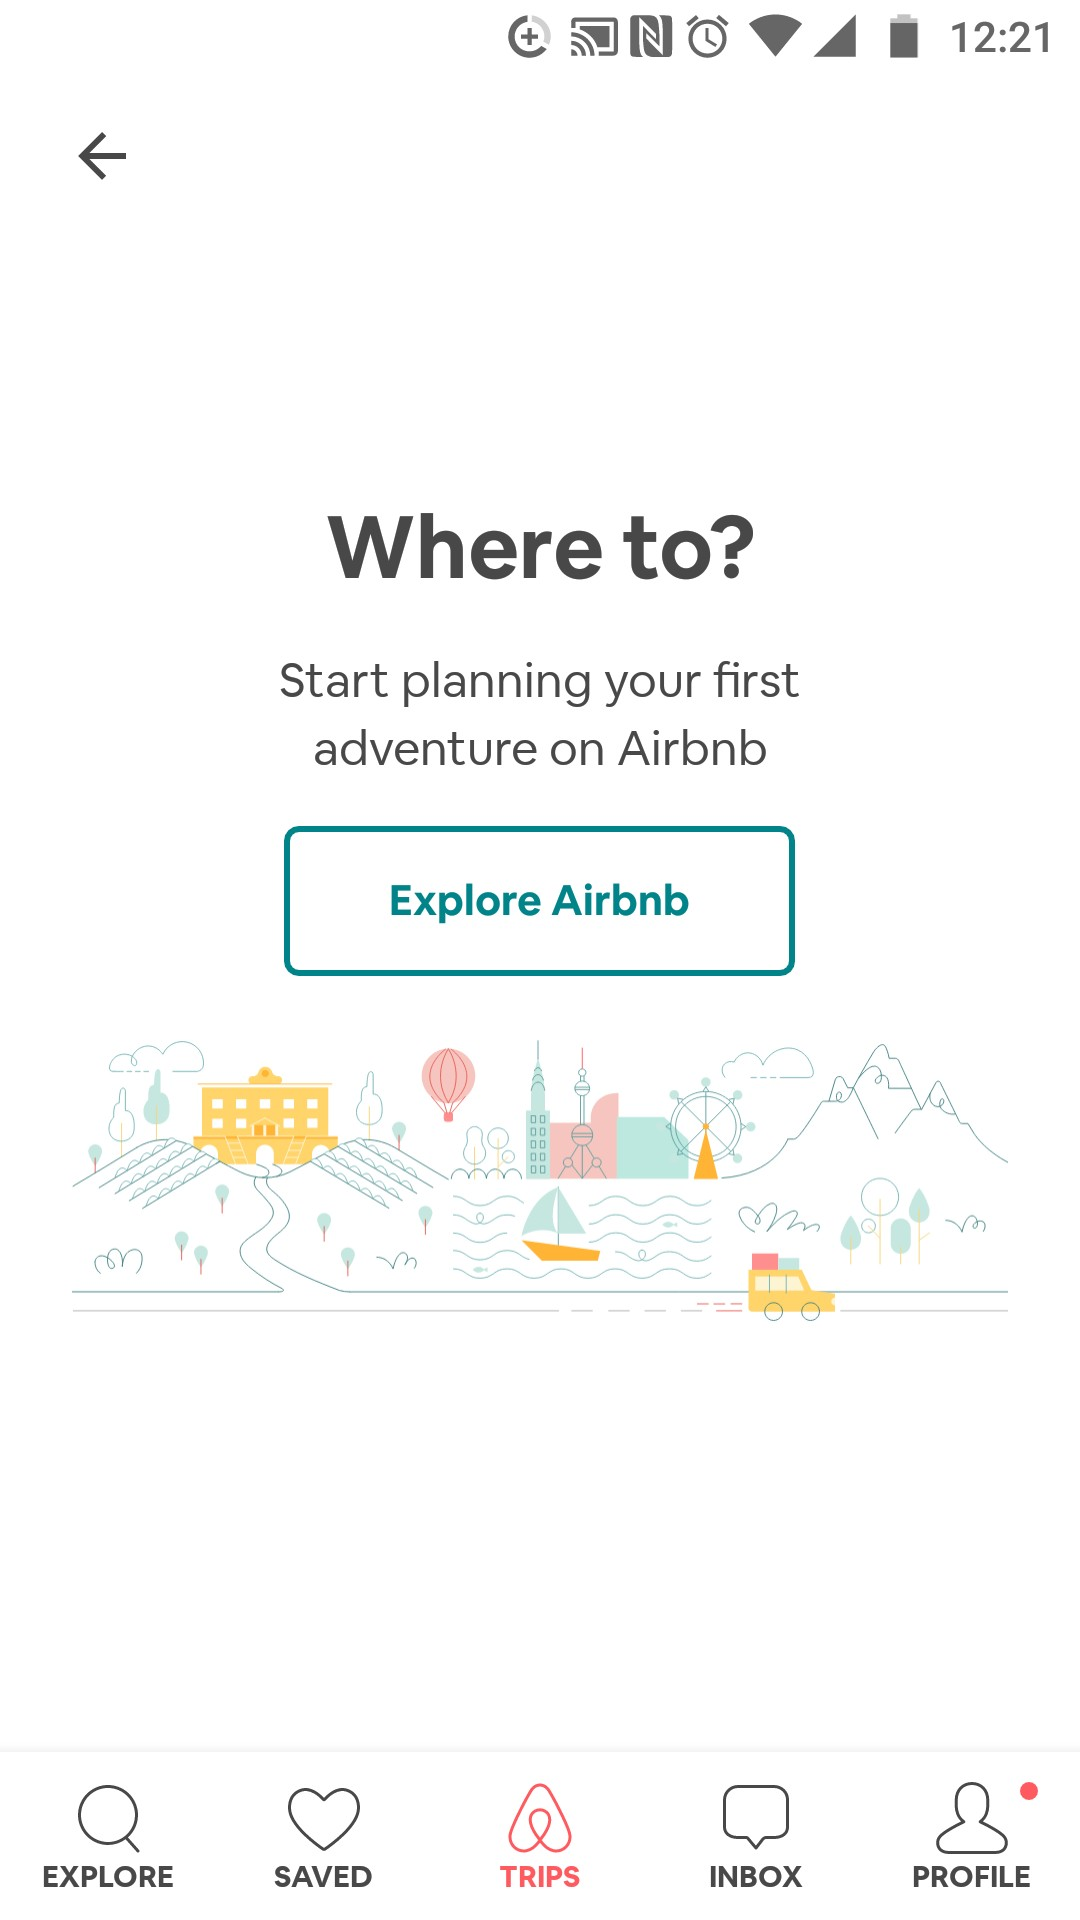 12:21
Where to?
Start planning your first
adventure on Airbnb
Explore Airbnb
EXPLORE
SAVED
TRIPS
INBOX
PROFILE